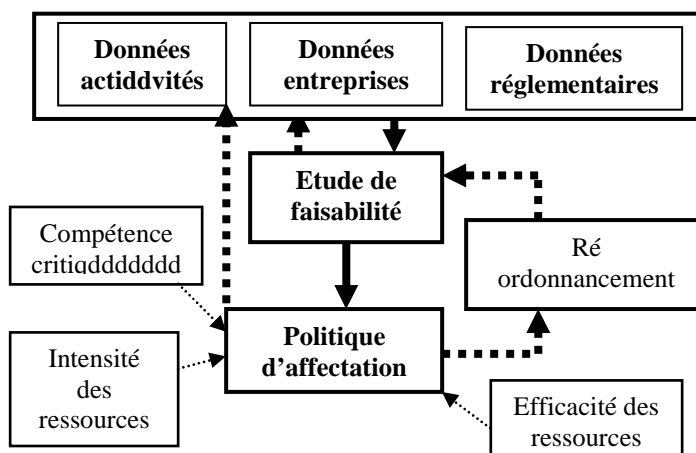 Données
actiddvités
Données
entreprises
Données
réglementaires
Etude de
faisabilité
Compétence
critiqdddddddd
Ré
ordonnancement
Intensité
des
ressources
Politique
d’affectation
Efficacité des
ressources